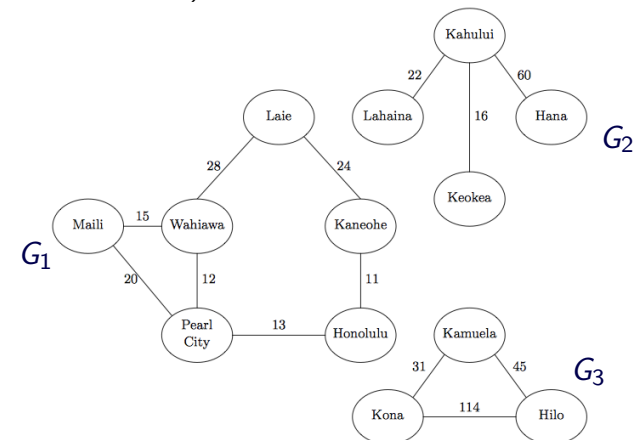 Kahului
22
60
Lahaina
16
Hana
G2
Keokea
Laie
28
24
Maili
15
Wahiawa
Kaneohe
G1
20
12
11
Pearl
City
13
Honolulu
Kamuela
31
45
G3
Kona
114
Hilo